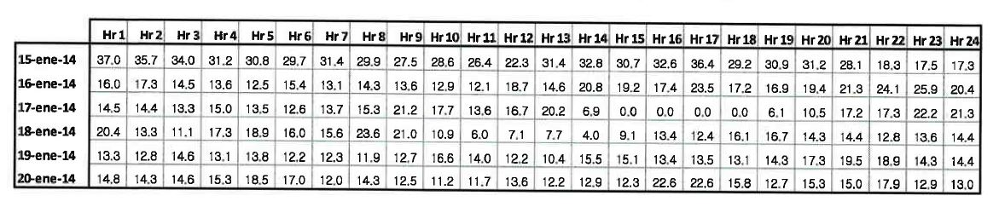 Hr 1 Hr 2 Hr 3 Hr 4 Hr 5 Hr 6 Hr 7 Hr 8 Hr 9 Hr 10 Hr 11 Hr 12 Hr 13 Hr 14 Hr 15 Hr 16 Hr 17 Hr 18 Hr 19 Hr 20 Hr 21 Hr 22 Hr 23 Hr 24
15-ene-14 37.0 35.7 34.0 31.2 30.8 29.7 31.4 29.9 27.5 28.6 26.4 22.3 31.4 32.8 30.7 32.6 36.4 29.2 30.9 31.2 28.1 18.3 17.5 17.3
16-ene-14 16.0 17.3 14.5 13.6 12.5 15.4 13.1 14.3 13.6 12.9 12.1 18.7 14.6 20.8 19.2 17.4 23.5 17.2 16.9 19.4 21.3 24.1 25.9 20.4
17-ene-14 14.5 14.4 13.3 15.0 13.5 12.6 13.7 15.3 21.2 17.7 13.6 16.7 20.2 6.9 0.0 0.0 0.0 0.0 6.1 10.5 17.2 17.3 22.2 21.3
18-ene-14 20.4 13.3 11.1 17.3 18.9 16.0 15.6 23.6 21.0 10.9 6.0 7.1 7.7 4.0 9.1 13.4 12.4 16.1 16.7 14.3 14.4 12.8 13.6 14.4
19-ene-14 13.3 12.8 14.6 13.1 13.8 12.2 12.3 11.9 12.7 16.6 14.0 12.2 10.4 15.5 15.1 13.4 13.5 13.1 14.3 17.3 19.5 18.9 14.3 14.4
20-ene-14 14.8 14.3 14.6 15.3 18.5 17.0 12.0 14.3 12.5 11.2 11.7 13.6 12.2 12.9 12.3 22.6 22.6 15.8 12.7 15.3 15.0 17.9 12.9 13.0